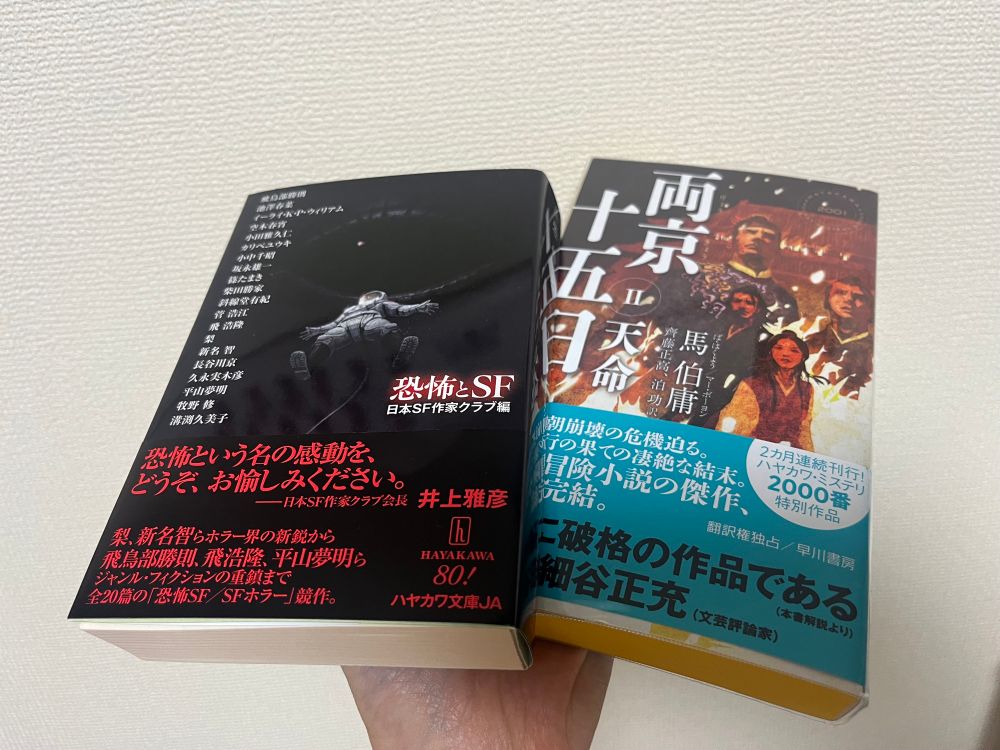 飛鳥部勝則
池澤春菜
イーライ・K・P・ウィリアム
空木春宵
小田雅久仁
カリベユウキ
小中千昭
坂永雄一
篠たまき
柴田勝家
斜線堂有紀
菅 浩江
飛 浩隆
梨
新名 智
長谷川京
久永実木彦
平山夢明
牧野 修
溝渕久美子
恐怖とSF
日本SF作家クラブ編
恐怖という名の感動を、
どうぞ、お愉しみください。
――日本SF作家クラブ会長 井上雅彦
梨、新名智らホラー界の新鋭から
飛鳥部勝則、飛浩隆、平山夢明ら
ジャンル・フィクションの重鎮まで
全20篇の「恐怖SF/SFホラー」競作。
h
HAYAKAWA
80!
ハヤカワ文庫JA
2001
両京
十五日
II 天命
馬伯庸
マー・ボーヨン
齊藤正高、泊 功 訳
朝崩壊の危機迫る。
行の果ての凄絶な結末。
冒険小説の傑作、
完結。
2カ月連続刊行!
ハヤカワ・ミステリ
2000番
特別作品
翻訳権独占/早川書房
に破格の作品である
(本書解説より)
細谷正充(文芸評論家)